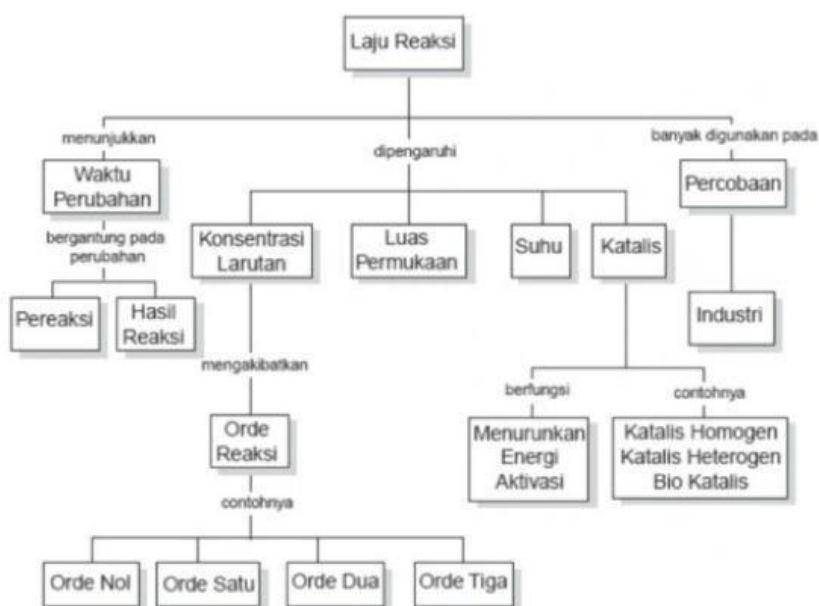 Laju Reaksi
menunjukkan
dipengaruhi
banyak digunakan pada
Waktu
Perubahan
Percobaan
bergantung pada
perubahan
Konsentrasi
Larutan
Luas
Permukaan
Suhu
Katalis
Pereaksi
Hasil
Reaksi
Industri
mengakibatkan
berfungsi
contohnya
Orde
Reaksi
Menurunkan
Energi
Aktivasi
Katalis Homogen
Katalis Heterogen
Bio Katalis
contohnya
Orde Nol
Orde Satu
Orde Dua
Orde Tiga